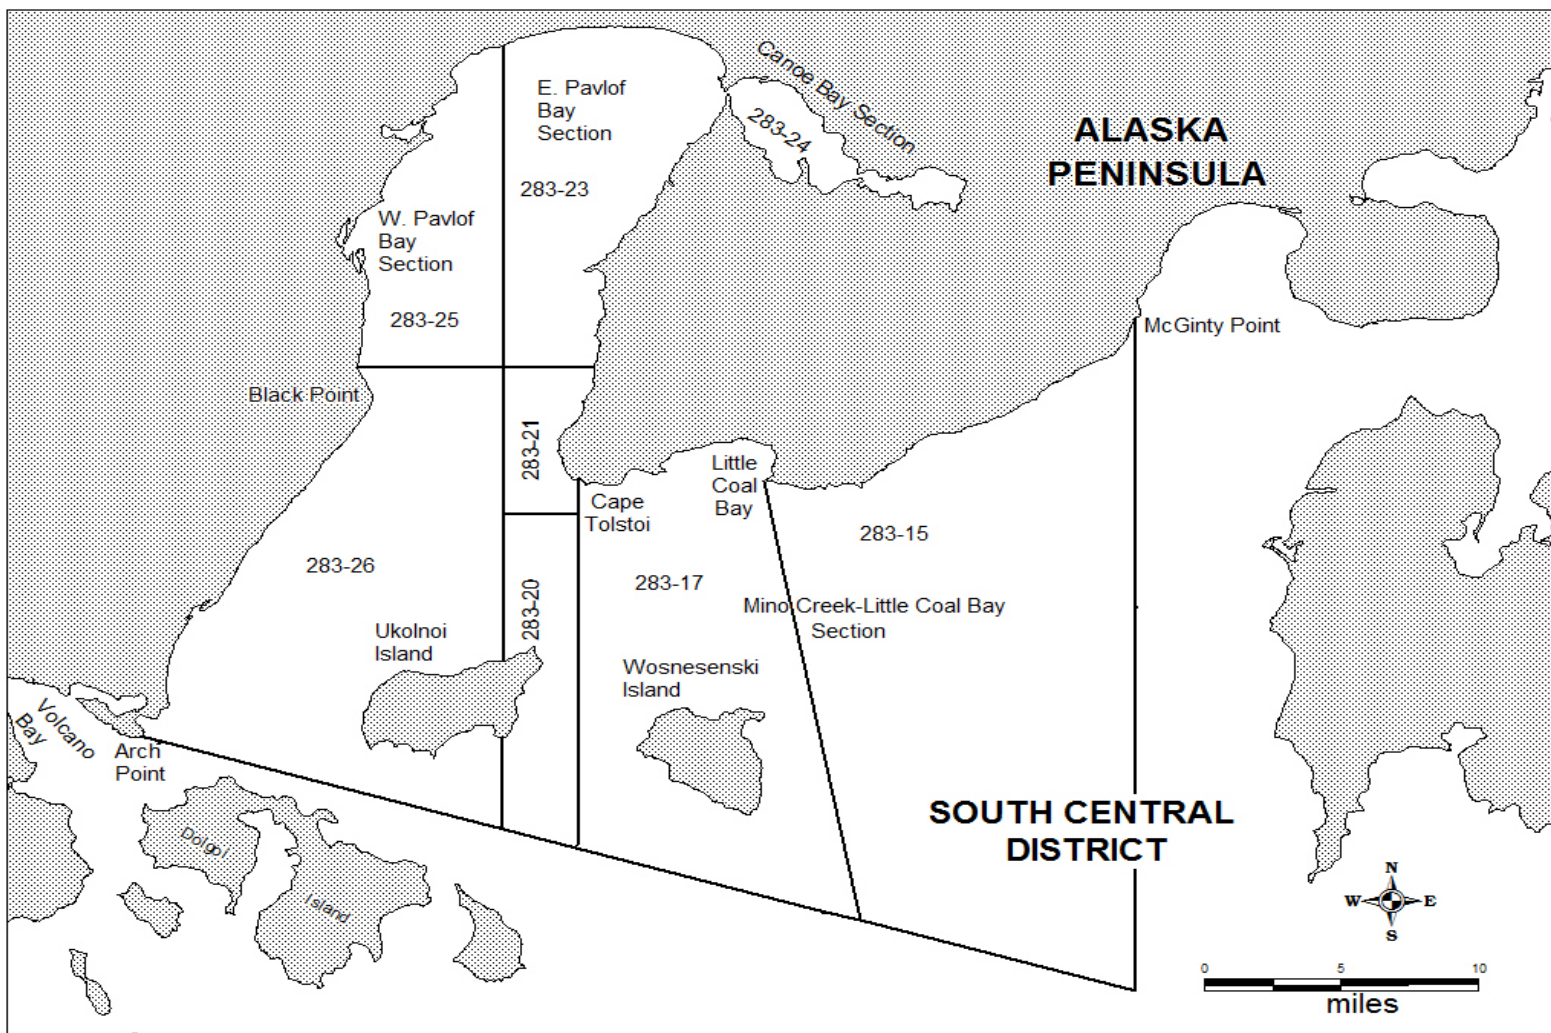 Canoe Bay Section
283-24
E. Pavlof
Bay
Section
283-23
ALASKA
PENINSULA
W. Pavlof
Bay
Section
283-25
McGinty Point
Black Point
283-21
Little
Coal
Bay
Cape
Tolstoi
283-15
283-26
283-17
283-20
Mino Creek-Little Coal Bay
Section
Ukolnoi
Island
Wosnesenski
Island
Volcano
Bay
Arch
Point
SOUTH CENTRAL
DISTRICT
Dolgoi
Island
N
W E
S
0 5 10
miles